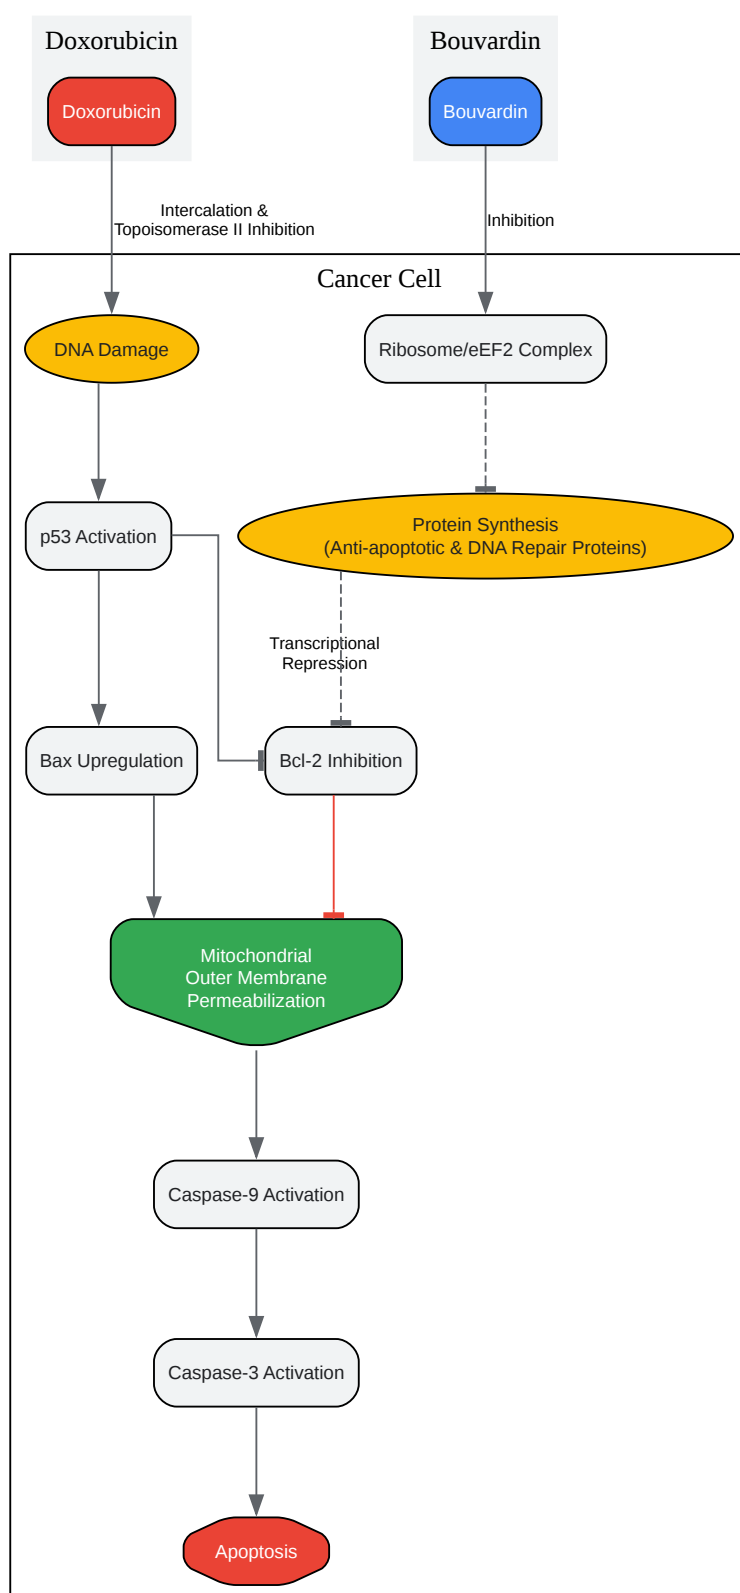 Doxorubicin
Bouvardin
Doxorubicin
Bouvardin
Intercalation &
Topoisomerase II Inhibition
Inhibition
Cancer Cell
DNA Damage
Ribosome/eEF2 Complex
p53 Activation
Protein Synthesis
(Anti-apoptotic & DNA Repair Proteins)
Transcriptional
Repression
Bax Upregulation
Bcl-2 Inhibition
Mitochondrial
Outer Membrane
Permeabilization
Caspase-9 Activation
Caspase-3 Activation
Apoptosis